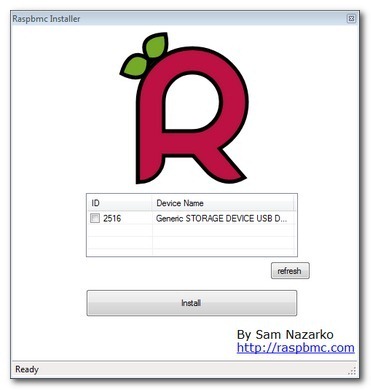 Raspbmc Installer
ID Device Name
2516 Generic STORAGE DEVICE USB D...
refresh
Install
By Sam Nazarko
http://raspbmc.com
Ready